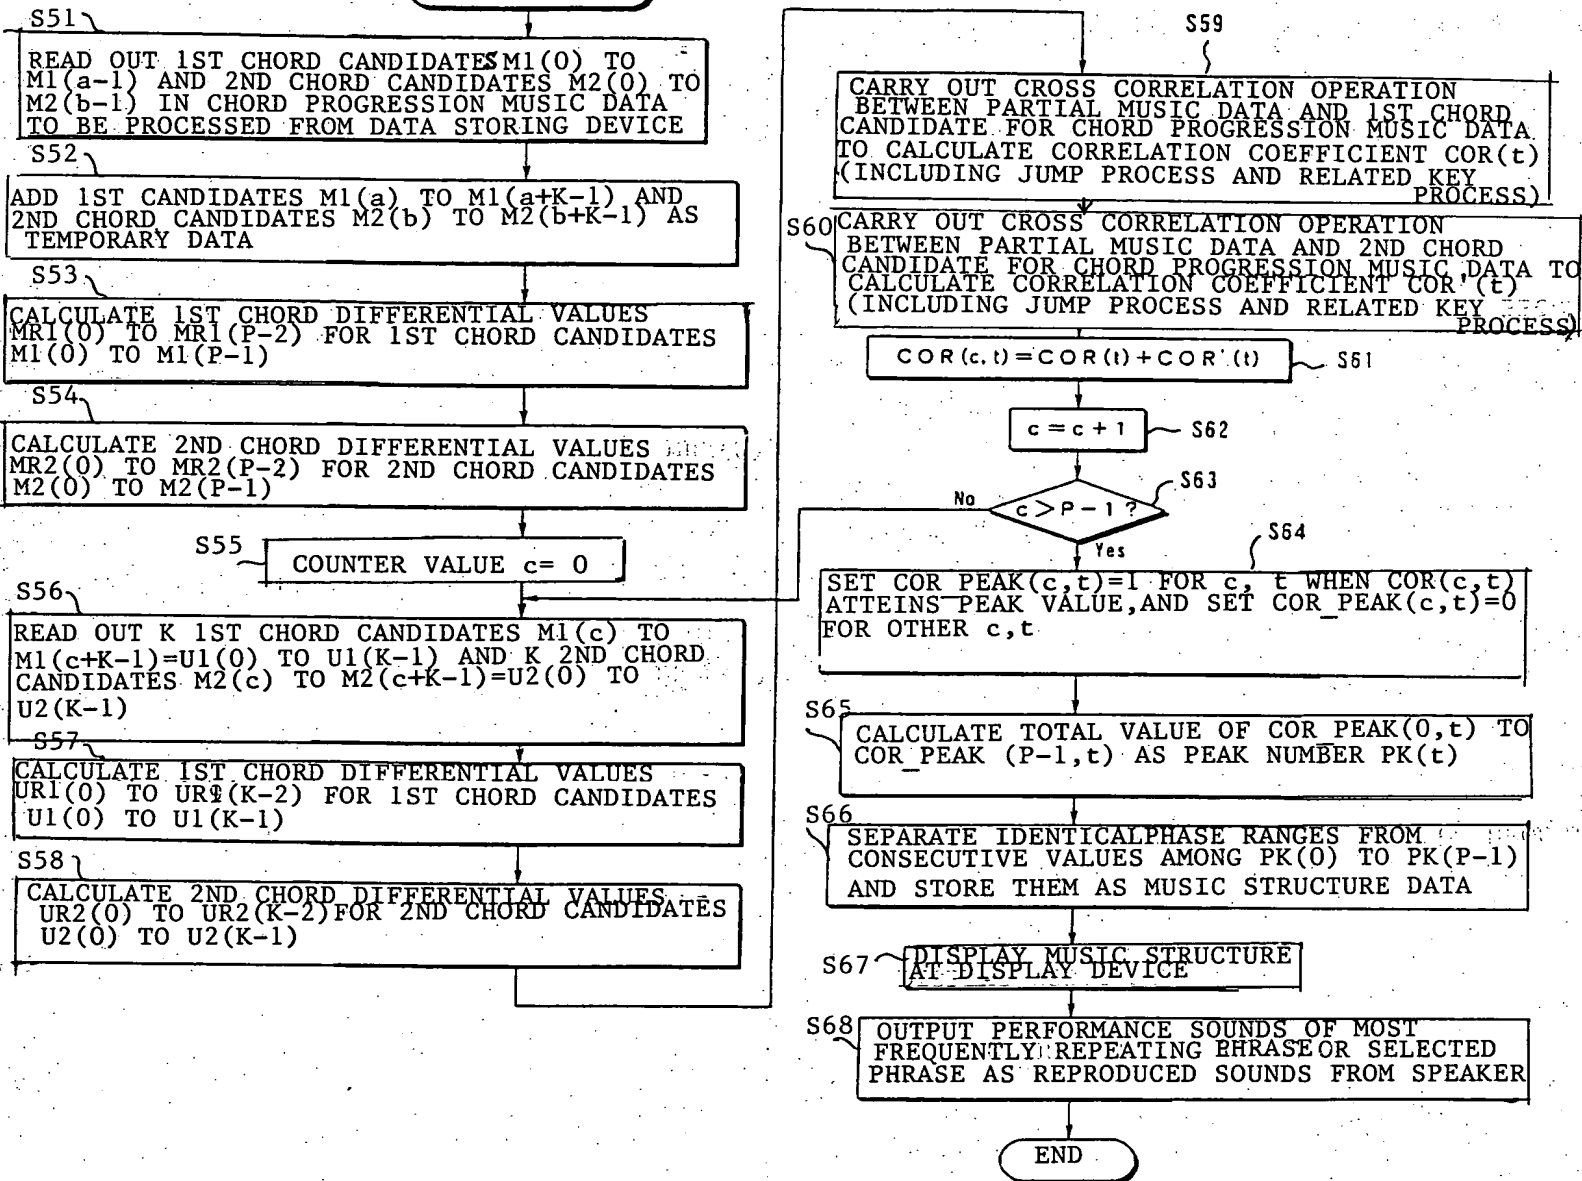 S51
READ OUT 1ST CHORD CANDIDATES M1(0) TO
M1(a-1) AND 2ND CHORD CANDIDATES M2(0) TO
M2(b-1) IN CHORD PROGRESSION MUSIC DATA
TO BE PROCESSED FROM DATA STORING DEVICE
S52
ADD 1ST CANDIDATES M1(a) TO M1(a+K-1) AND
2ND CHORD CANDIDATES M2(b) TO M2(b+K-1) AS
TEMPORARY DATA
S53
CALCULATE 1ST CHORD DIFFERENTIAL VALUES
MR1(0) TO MR1(P-2) FOR 1ST CHORD CANDIDATES
M1(0) TO M1(P-1)
S54
CALCULATE 2ND CHORD DIFFERENTIAL VALUES
MR2(0) TO MR2(P-2) FOR 2ND CHORD CANDIDATES
M2(0) TO M2(P-1)
S55
COUNTER VALUE c= 0
S56
READ OUT K 1ST CHORD CANDIDATES M1(c) TO
M1(c+K-1)=U1(0) TO U1(K-1) AND K 2ND CHORD
CANDIDATES M2(c) TO M2(c+K-1)=U2(0) TO
U2(K-1)
S57
CALCULATE 1ST CHORD DIFFERENTIAL VALUES
UR1(0) TO (K-2) FOR 1ST CHORD CANDIDATES
U1(0) TO U1(K-1)
S58
CALCULATE 2ND CHORD DIFFERENTIAL VALUES
UR2(0) TO UR2(K-2)FOR 2ND CHORD CANDIDATES
U2(0) TO U2(K-1)
S59
CARRY OUT CROSS CORRELATION OPERATION
BETWEEN PARTIAL MUSIC DATA AND 1ST CHORD
CANDIDATE FOR CHORD PROGRESSION MUSIC DATA
TO CALCULATE CORRELATION COEFFICIENT COR(t)
(INCLUDING JUMP PROCESS AND RELATED KEY
PROCESS)
S60
CARRY OUT CROSS CORRELATION OPERATION
BETWEEN PARTIAL MUSIC DATA AND 2ND CHORD
CANDIDATE FOR CHORD PROGRESSION MUSIC DATA TO
CALCULATE CORRELATION COEFFICIENT COR'(t)
(INCLUDING JUMP PROCESS AND RELATED KEY
PROCESS)
COR(c,t)=COR(t)+COR'(t)
S61
c=c+1
S62
No
c>P-1?
S63
Yes
S64
SET COR_PEAK(c,t)=1 FOR c, t WHEN COR(c,t)
ATTEINS PEAK VALUE,AND SET COR_PEAK(c,t)=0
FOR OTHER c,t
S65
CALCULATE TOTAL VALUE OF COR_PEAK(0,t) TO
COR_PEAK (P-1,t) AS PEAK NUMBER PK(t)
S66
SEPARATE IDENTICALPHASE RANGES FROM
CONSECUTIVE VALUES AMONG PK(0) TO PK(P-1)
AND STORE THEM AS MUSIC STRUCTURE DATA
S67
DISPLAY MUSIC STRUCTURE
AT DISPLAY DEVICE
S68
OUTPUT PERFORMANCE SOUNDS OF MOST
FREQUENTLY REPEATING PHRASE OR SELECTED
PHRASE AS REPRODUCED SOUNDS FROM SPEAKER
END